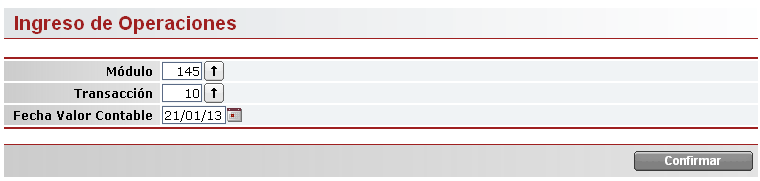 Ingreso de Operaciones
Módulo 145
Transacción 10
Fecha Valor Contable 21/01/13
Confirmar